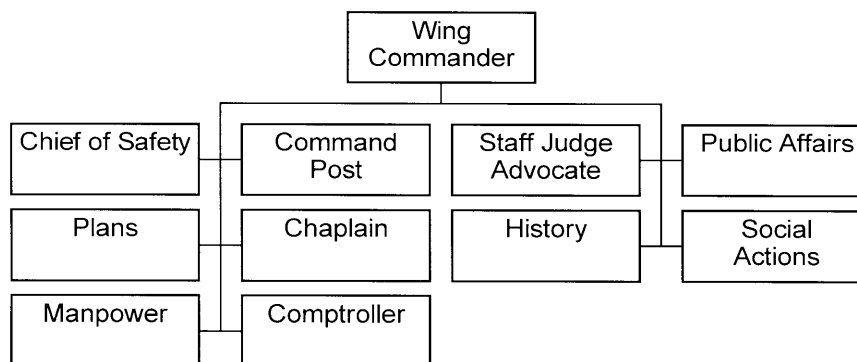 Wing
Commander
Chief of Safety
Command
Post
Staff Judge
Advocate
Public Affairs
Plans
Chaplain
History
Social
Actions
Manpower
Comptroller